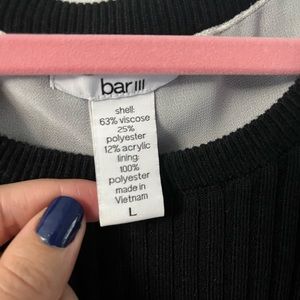 bar III
shell:
63% viscose
25%
polyester
12% acrylic
lining:
100%
polyester
made in
Vietnam
L